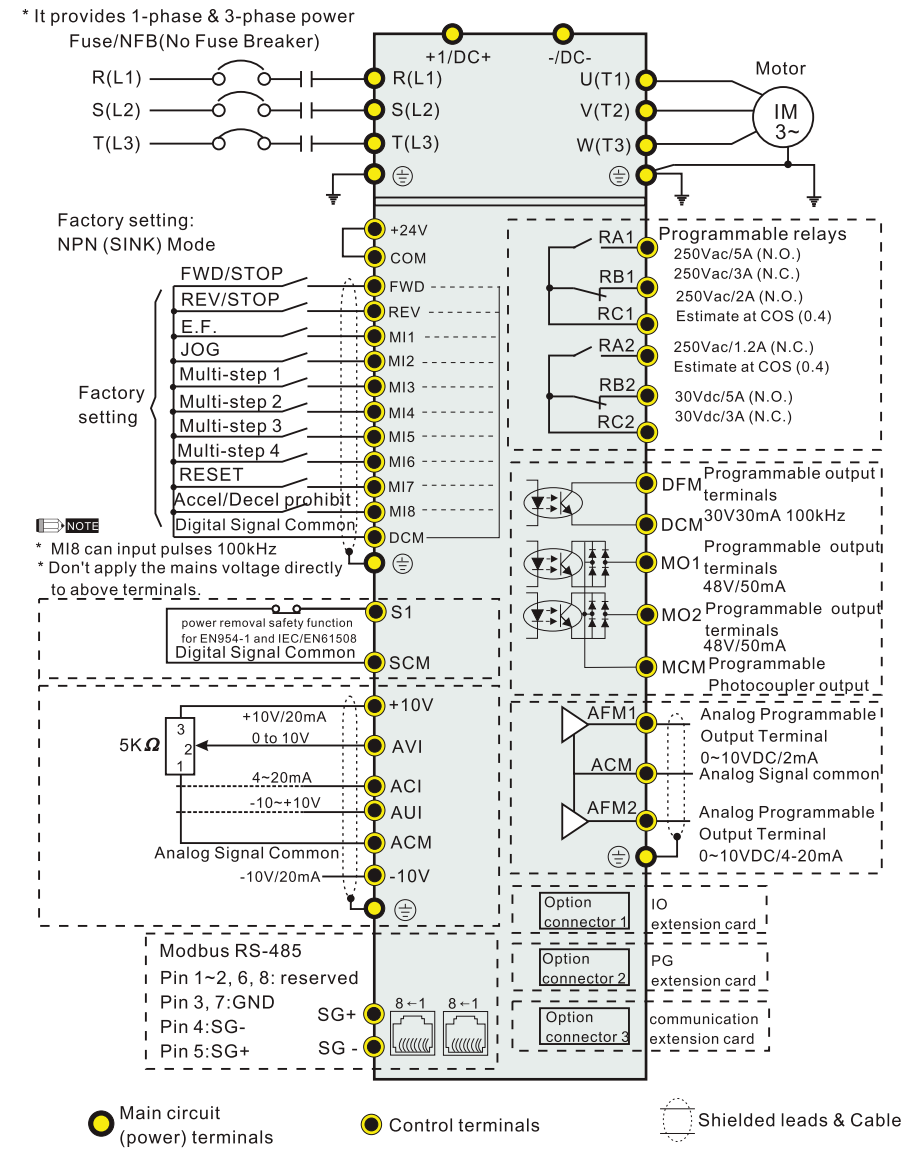 * It provides 1-phase & 3-phase power
Fuse/NFB(No Fuse Breaker)
R(L1)
S(L2)
T(L3)
+1/DC+
-/DC-
R(L1)
S(L2)
T(L3)
U(T1)
V(T2)
W(T3)
Motor
IM
3~
Factory setting:
NPN (SINK) Mode
+24V
COM
FWD/STOP
FWD
REV/STOP
REV
E.F.
MI1
JOG
MI2
Multi-step 1
MI3
Multi-step 2
MI4
Multi-step 3
MI5
Multi-step 4
MI6
RESET
MI7
Accel/Decel prohibit
MI8
Digital Signal Common
DCM
Factory
setting
NOTE
* MI8 can input pulses 100kHz
* Don't apply the mains voltage directly
to above terminals.
Programmable relays
RA1
250Vac/5A (N.O.)
250Vac/3A (N.C.)
RB1
250Vac/2A (N.O.)
RC1
Estimate at COS (0.4)
RA2
250Vac/1.2A (N.C.)
Estimate at COS (0.4)
RB2
30Vdc/5A (N.O.)
30Vdc/3A (N.C.)
RC2
DFM
Programmable output
terminals
30V30mA 100kHz
DCM
MO1
Programmable output
terminals
48V/50mA
MO2
Programmable output
terminals
48V/50mA
MCM
Programmable
Photocoupler output
S1
power removal safety function
for EN954-1 and IEC/EN61508
Digital Signal Common
SCM
+10V
+10V/20mA
5KΩ
3
2
1
0 to 10V
AVI
4~20mA
ACI
-10~+10V
AUI
ACM
Analog Signal Common
-10V/20mA
-10V
AFM1
Analog Programmable
Output Terminal
0~10VDC/2mA
ACM
Analog Signal common
AFM2
Analog Programmable
Output Terminal
0~10VDC/4-20mA
Option
connector 1
IO
extension card
Option
connector 2
PG
extension card
Option
connector 3
communication
extension card
Modbus RS-485
Pin 1~2, 6, 8: reserved
Pin 3, 7:GND
Pin 4:SG-
Pin 5:SG+
SG+
SG -
8←1
8←1
Main circuit
(power) terminals
Control terminals
Shielded leads & Cable